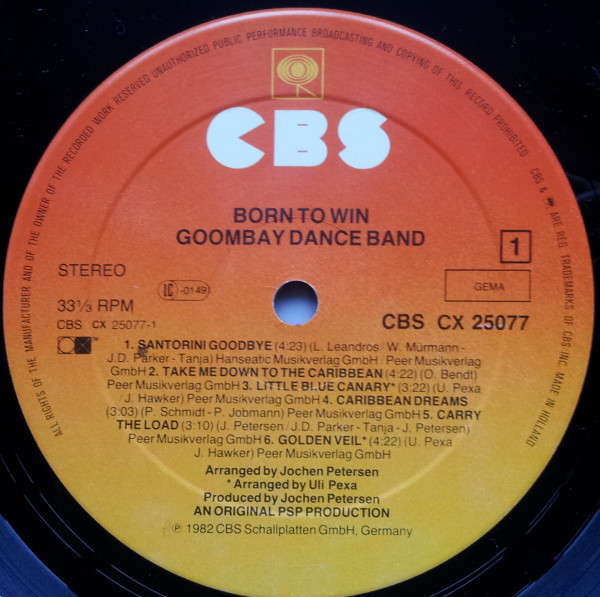 ALL RIGHTS OF THE MANUFACTURER AND OF THE OWNER OF THE RECORDED WORK RESERVED UNAUTHORIZED PUBLIC PERFORMANCE BROADCASTING AND COPYING OF THIS RECORD PROHIBITED
CBS & ARE REG. TRADEMARKS OF CBS INC. MADE IN HOLLAND
CBS
BORN TO WIN
GOOMBAY DANCE BAND
1
STEREO
LC -0149
GEMA
33⅓ RPM
CBS CX 25077
CBS CX 25077-1
CX
1. SANTORINI GOODBYE (4:23) (L. Leandros / W. Mürmann -
J.D. Parker - Tanja) Hanseatic Musikverlag GmbH / Peer Musikverlag
GmbH 2. TAKE ME DOWN TO THE CARIBBEAN (4:22) (O. Bendt)
Peer Musikverlag GmbH 3. LITTLE BLUE CANARY* (3:22) (U. Pexa
/ J. Hawker) Peer Musikverlag GmbH 4. CARIBBEAN DREAMS
(3:03) (P. Schmidt - P. Jobmann) Peer Musikverlag GmbH 5. CARRY
THE LOAD (3:10) (J. Petersen / J.D. Parker - Tanja - J. Petersen)
Peer Musikverlag GmbH 6. GOLDEN VEIL* (4:22) (U. Pexa
J. Hawker) Peer Musikverlag GmbH
Arranged by Jochen Petersen
* Arranged by Uli Pexa
Produced by Jochen Petersen
AN ORIGINAL PSP PRODUCTION
℗ 1982 CBS Schallplatten GmbH, Germany